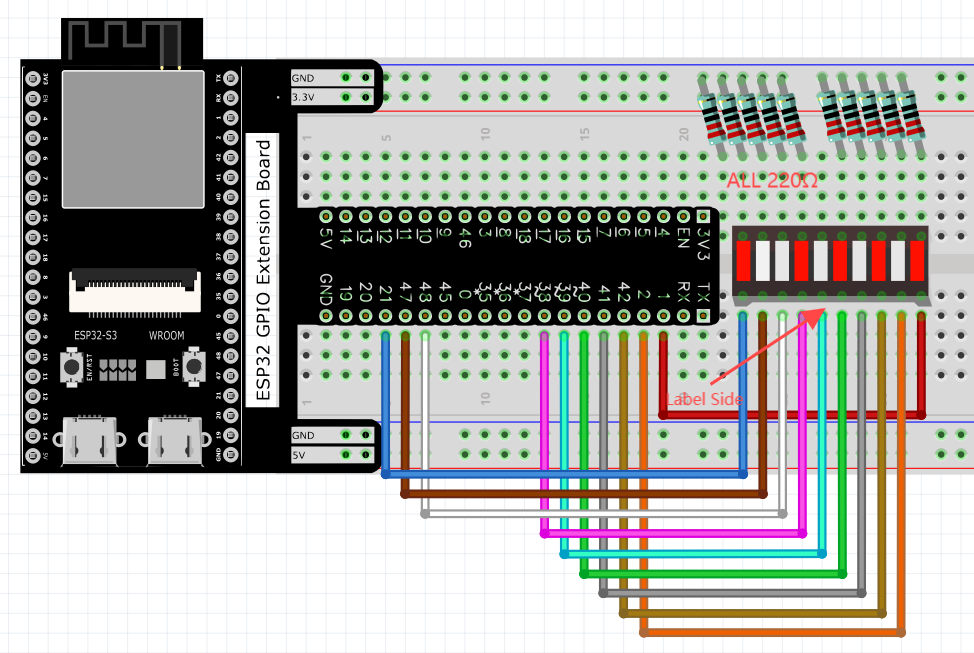 GND
3.3V
1
5
10
15
20
ALL 220Ω
5V 14 13 12 11 10 9 46 3 8 18 17 16 15 7 6 5 4 EN 3V3
GND 19 20 21 47 48 45 0 35 36 37 38 39 40 41 42 2 1 RX TX
ESP32 GPIO Extension Board
ESP32-S3 WROOM
EN/RST
BOOT
1
10
Label Side
GND
5V
3V3
EN
4
5
6
7
15
16
17
18
8
3
46
9
10
11
12
13
14
5V
TX
RX
1
2
42
41
40
39
38
37
36
35
0
45
48
47
21
20
19
GND